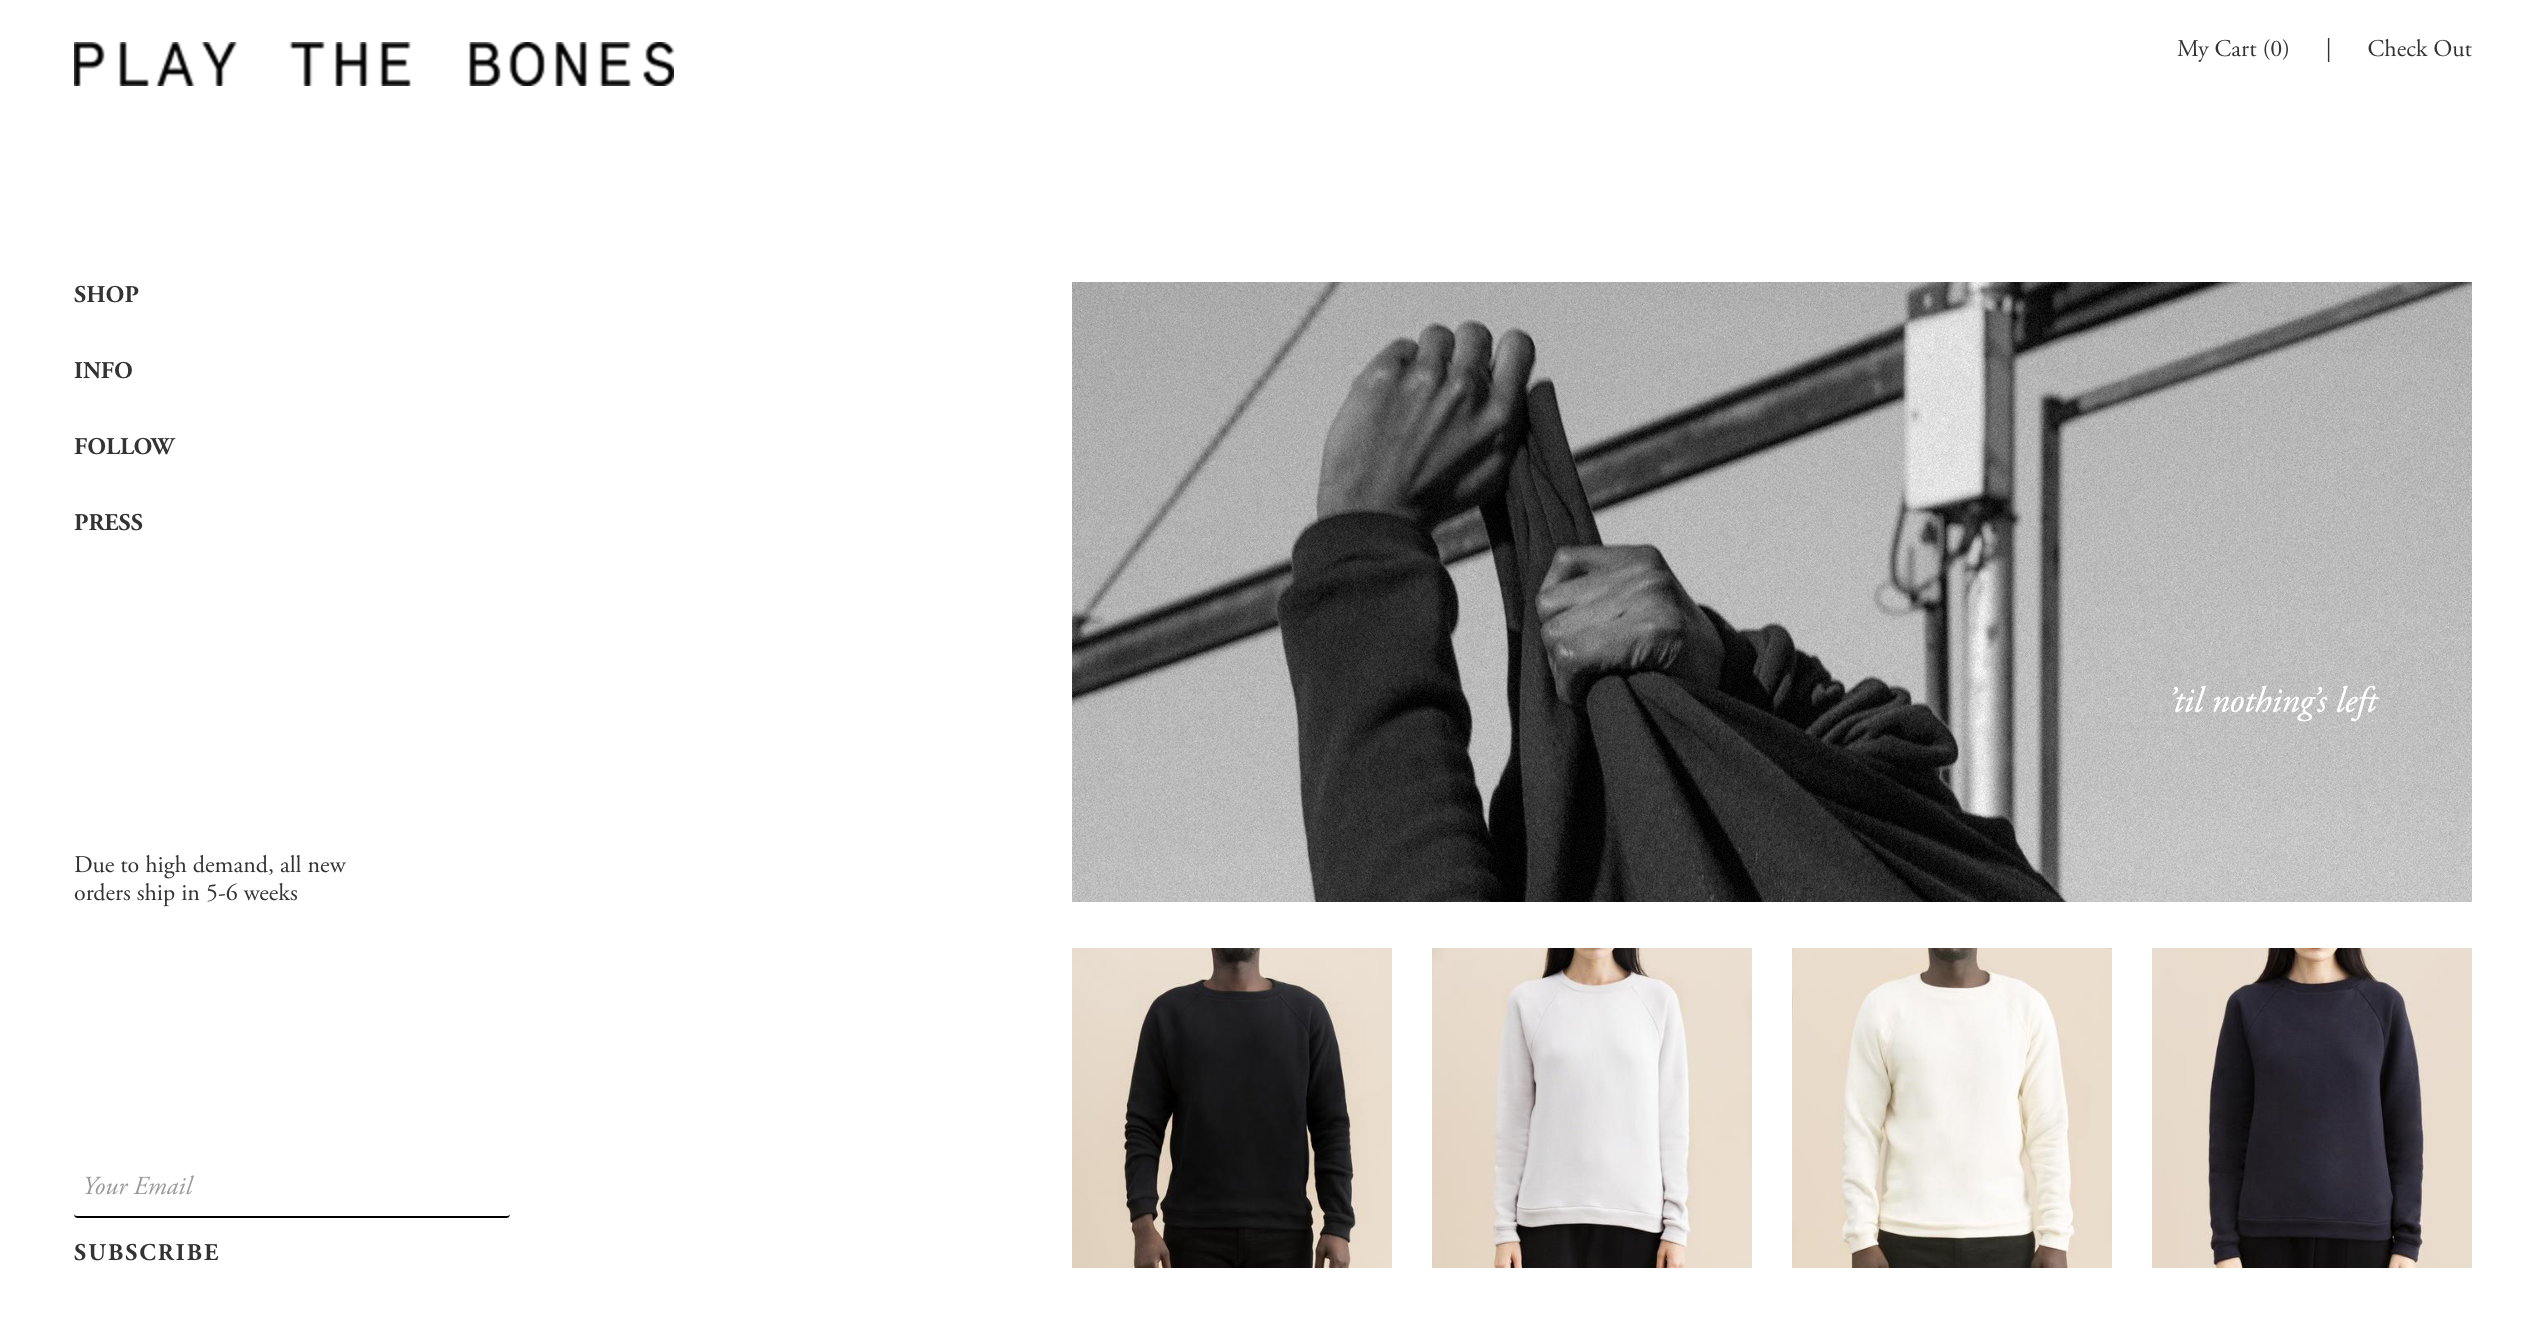 PLAY THE BONES
My Cart (0) | Check Out
SHOP
INFO
FOLLOW
PRESS
’til nothing’s left
Due to high demand, all new
orders ship in 5-6 weeks
Your Email
SUBSCRIBE